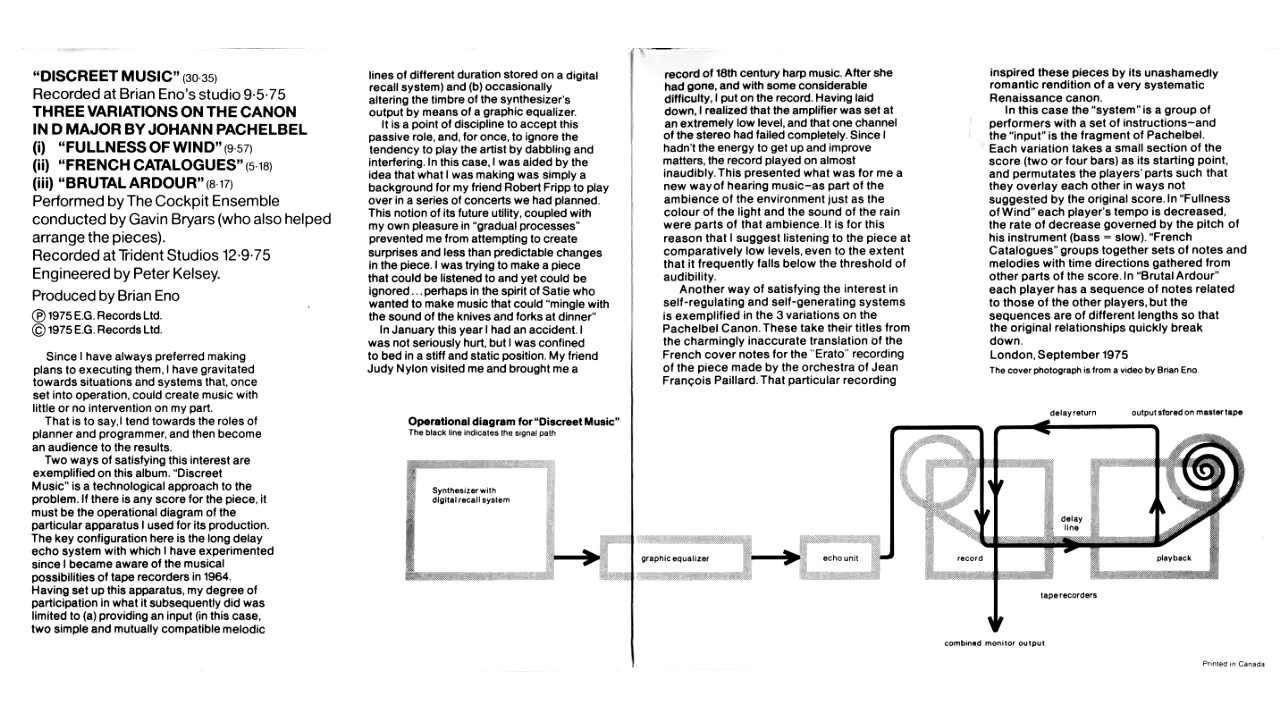 "DISCREET MUSIC" (30·35)
Recorded at Brian Eno's studio 9·5·75
THREE VARIATIONS ON THE CANON
IN D MAJOR BY JOHANN PACHELBEL
(i) "FULLNESS OF WIND" (9·57)
(ii) "FRENCH CATALOGUES" (5·18)
(iii) "BRUTAL ARDOUR" (8·17)
Performed by The Cockpit Ensemble
conducted by Gavin Bryars (who also helped
arrange the pieces).
Recorded at Trident Studios 12·9·75
Engineered by Peter Kelsey.
Produced by Brian Eno
Ⓟ 1975 E.G. Records Ltd.
© 1975 E.G. Records Ltd.
Since I have always preferred making
plans to executing them, I have gravitated
towards situations and systems that, once
set into operation, could create music with
little or no intervention on my part.
That is to say, I tend towards the roles of
planner and programmer, and then become
an audience to the results.
Two ways of satisfying this interest are
exemplified on this album. "Discreet
Music" is a technological approach to the
problem. If there is any score for the piece, it
must be the operational diagram of the
particular apparatus I used for its production.
The key configuration here is the long delay
echo system with which I have experimented
since I became aware of the musical
possibilities of tape recorders in 1964.
Having set up this apparatus, my degree of
participation in what it subsequently did was
limited to (a) providing an input (in this case,
two simple and mutually compatible melodic
lines of different duration stored on a digital
recall system) and (b) occasionally
altering the timbre of the synthesizer's
output by means of a graphic equalizer.
It is a point of discipline to accept this
passive role, and, for once, to ignore the
tendency to play the artist by dabbling and
interfering. In this case, I was aided by the
idea that what I was making was simply a
background for my friend Robert Fripp to play
over in a series of concerts we had planned.
This notion of its future utility, coupled with
my own pleasure in "gradual processes"
prevented me from attempting to create
surprises and less than predictable changes
in the piece. I was trying to make a piece
that could be listened to and yet could be
ignored...perhaps in the spirit of Satie who
wanted to make music that could "mingle with
the sound of the knives and forks at dinner"
In January this year I had an accident. I
was not seriously hurt, but I was confined
to bed in a stiff and static position. My friend
Judy Nylon visited me and brought me a
record of 18th century harp music. After she
had gone, and with some considerable
difficulty, I put on the record. Having laid
down, I realized that the amplifier was set at
an extremely low level, and that one channel
of the stereo had failed completely. Since I
hadn't the energy to get up and improve
matters, the record played on almost
inaudibly. This presented what was for me a
new way of hearing music–as part of the
ambience of the environment just as the
colour of the light and the sound of the rain
were parts of that ambience. It is for this
reason that I suggest listening to the piece at
comparatively low levels, even to the extent
that it frequently falls below the threshold of
audibility.
Another way of satisfying the interest in
self-regulating and self-generating systems
is exemplified in the 3 variations on the
Pachelbel Canon. These take their titles from
the charmingly inaccurate translation of the
French cover notes for the "Erato" recording
of the piece made by the orchestra of Jean
François Paillard. That particular recording
inspired these pieces by its unashamedly
romantic rendition of a very systematic
Renaissance canon.
In this case the "system" is a group of
performers with a set of instructions–and
the "input" is the fragment of Pachelbel.
Each variation takes a small section of the
score (two or four bars) as its starting point,
and permutates the players' parts such that
they overlay each other in ways not
suggested by the original score. In "Fullness
of Wind" each player's tempo is decreased,
the rate of decrease governed by the pitch of
his instrument (bass = slow). "French
Catalogues" groups together sets of notes and
melodies with time directions gathered from
other parts of the score. In "Brutal Ardour"
each player has a sequence of notes related
to those of the other players, but the
sequences are of different lengths so that
the original relationships quickly break
down.
London, September 1975
The cover photograph is from a video by Brian Eno.
Operational diagram for "Discreet Music"
The black line indicates the signal path
Synthesizer with
digital recall system
graphic equalizer
echo unit
delay return
output stored on master tape
delay
line
record
playback
tape recorders
combined monitor output
Printed in Canada